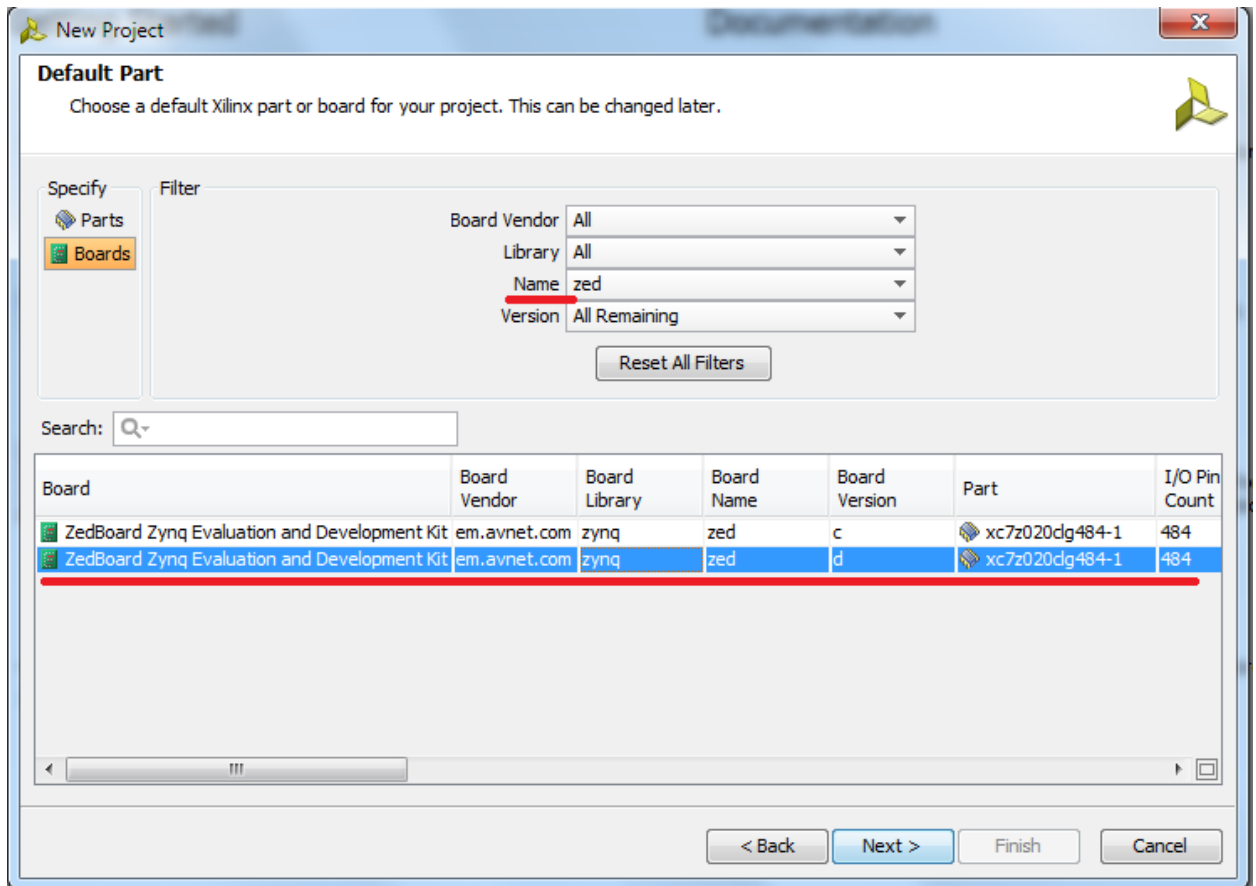 New Project
Documentation
Default Part
Choose a default Xilinx part or board for your project. This can be changed later.
Specify
Filter
Parts
Boards
Board Vendor All
Library All
Name zed
Version All Remaining
Reset All Filters
Search:
Board Board Vendor Board Library Board Name Board Version Part I/O Pin Count
ZedBoard Zynq Evaluation and Development Kit em.avnet.com zynq zed c xc7z020clg484-1 484
ZedBoard Zynq Evaluation and Development Kit em.avnet.com zynq zed d xc7z020clg484-1 484
< Back Next > Finish Cancel